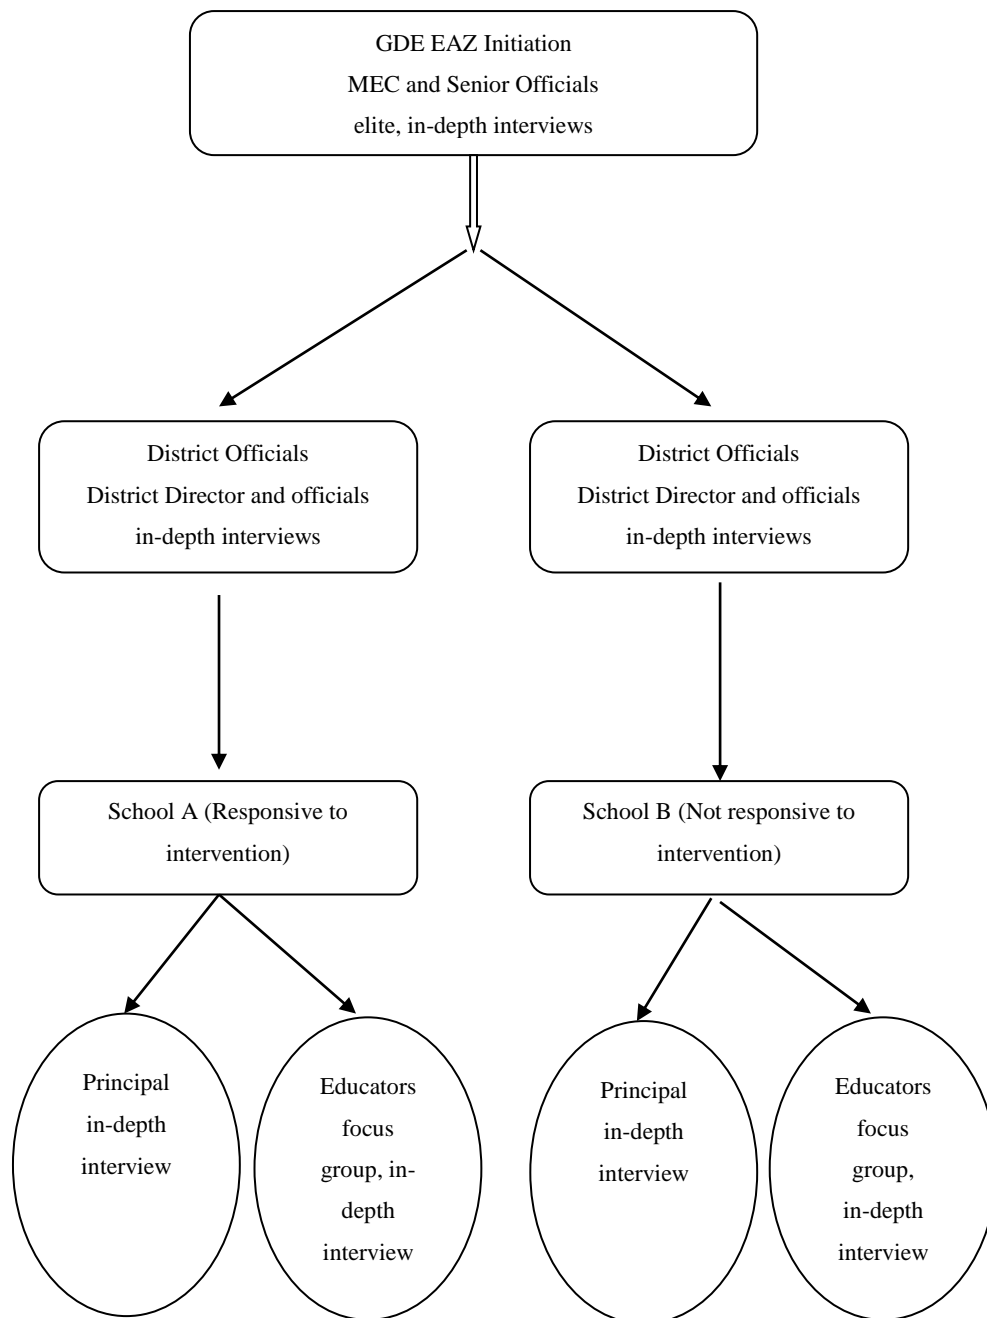 GDE EAZ Initiation
MEC and Senior Officials
elite, in-depth interviews
District Officials
District Director and officials
in-depth interviews
District Officials
District Director and officials
in-depth interviews
School A (Responsive to
intervention)
School B (Not responsive to
intervention)
Principal
in-depth
interview
Educators
focus
group, in-
depth
interview
Principal
in-depth
interview
Educators
focus
group,
in-depth
interview